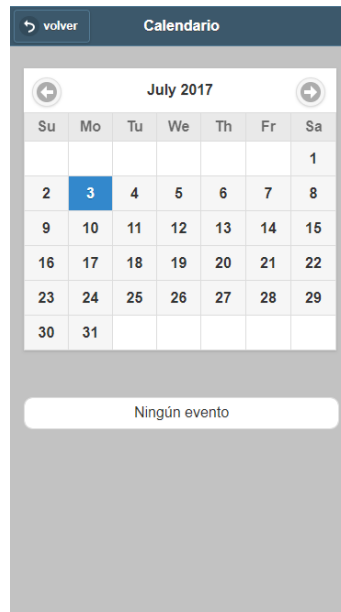 volver Calendario
July 2017
Su Mo Tu We Th Fr Sa
1
2 3 4 5 6 7 8
9 10 11 12 13 14 15
16 17 18 19 20 21 22
23 24 25 26 27 28 29
30 31
Ningún evento